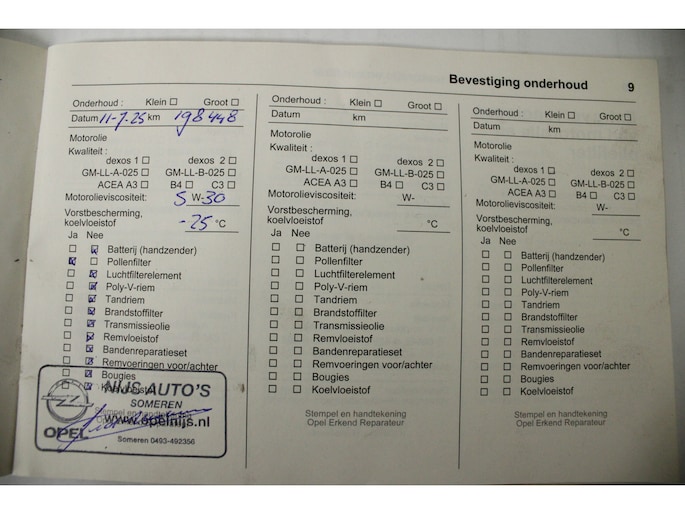 Bevestiging onderhoud 9
Onderhoud : Klein ☐ Groot ☐
Datum 11-7-25 km 198448
Motorolie
Kwaliteit :
dexos 1 ☐ dexos 2 ☐
GM-LL-A-025 ☐ GM-LL-B-025 ☐
ACEA A3 ☐ B4 ☐ C3 ☐
Motorolieviscositeit: 5 W-30
Vorstbescherming,
koelvloeistof -25 °C
Ja Nee
☐ ☒ Batterij (handzender)
☒ ☐ Pollenfilter
☐ ☒ Luchtfilterelement
☐ ☒ Poly-V-riem
☐ ☒ Tandriem
☐ ☒ Brandstoffilter
☐ ☒ Transmissieolie
☐ ☒ Remvloeistof
☐ ☒ Bandenreparatieset
☐ ☒ Remvoeringen voor/achter
☐ ☒ Bougies
☐ ☒ Koelvloeistof
Stempel en handtekening
Opel Erkend Reparateur
NIJS AUTO'S
SOMEREN
www.opelnijs.nl
OPEL
Someren 0493-492356
Onderhoud : Klein ☐ Groot ☐
Datum km
Motorolie
Kwaliteit :
dexos 1 ☐ dexos 2 ☐
GM-LL-A-025 ☐ GM-LL-B-025 ☐
ACEA A3 ☐ B4 ☐ C3 ☐
Motorolieviscositeit: W-
Vorstbescherming,
koelvloeistof °C
Ja Nee
☐ ☐ Batterij (handzender)
☐ ☐ Pollenfilter
☐ ☐ Luchtfilterelement
☐ ☐ Poly-V-riem
☐ ☐ Tandriem
☐ ☐ Brandstoffilter
☐ ☐ Transmissieolie
☐ ☐ Remvloeistof
☐ ☐ Bandenreparatieset
☐ ☐ Remvoeringen voor/achter
☐ ☐ Bougies
☐ ☐ Koelvloeistof
Stempel en handtekening
Opel Erkend Reparateur
Onderhoud : Klein ☐ Groot ☐
Datum km
Motorolie
Kwaliteit :
dexos 1 ☐ dexos 2 ☐
GM-LL-A-025 ☐ GM-LL-B-025 ☐
ACEA A3 ☐ B4 ☐ C3 ☐
Motorolieviscositeit: W-
Vorstbescherming,
koelvloeistof °C
Ja Nee
☐ ☐ Batterij (handzender)
☐ ☐ Pollenfilter
☐ ☐ Luchtfilterelement
☐ ☐ Poly-V-riem
☐ ☐ Tandriem
☐ ☐ Brandstoffilter
☐ ☐ Transmissieolie
☐ ☐ Remvloeistof
☐ ☐ Bandenreparatieset
☐ ☐ Remvoeringen voor/achter
☐ ☐ Bougies
☐ ☐ Koelvloeistof
Stempel en handtekening
Opel Erkend Reparateur